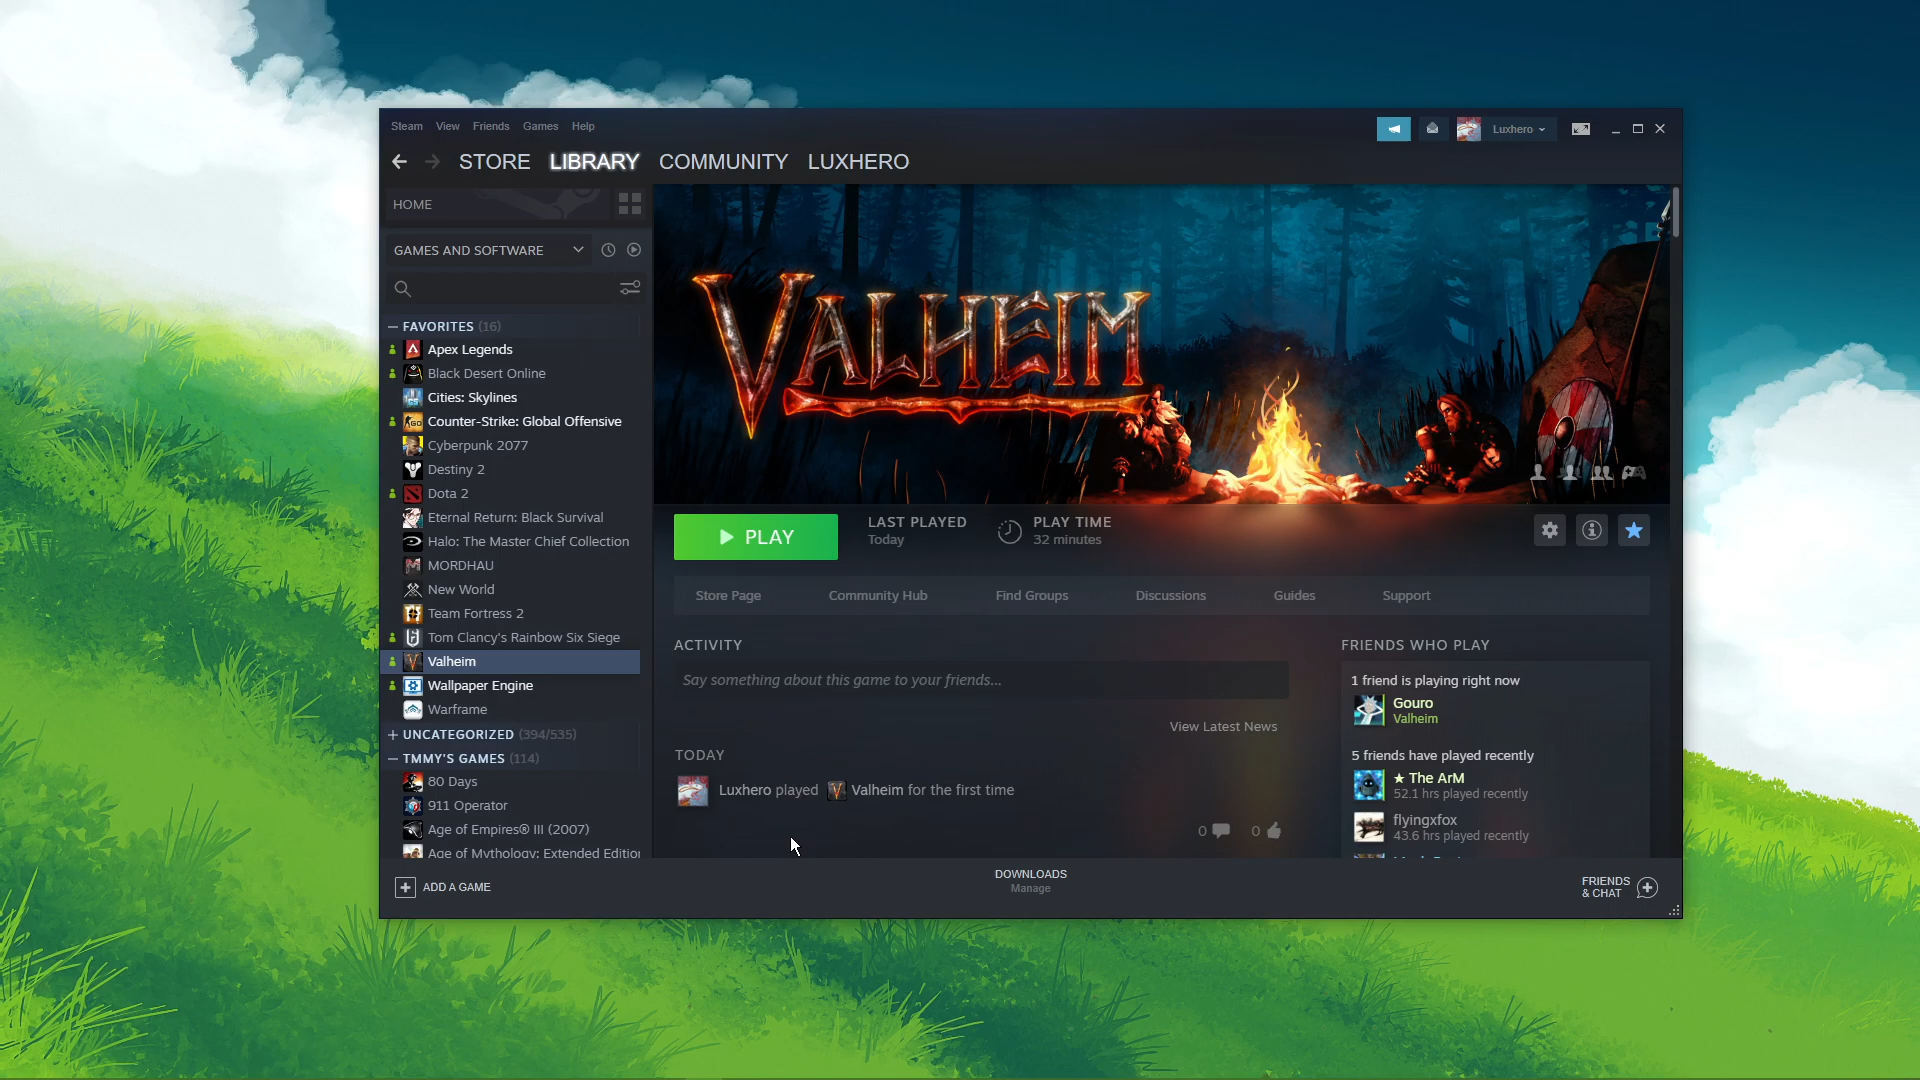 Steam View Friends Games Help
Luxhero
STORE LIBRARY COMMUNITY LUXHERO
HOME
GAMES AND SOFTWARE
FAVORITES (16)
Apex Legends
Black Desert Online
Cities: Skylines
Counter-Strike: Global Offensive
Cyberpunk 2077
Destiny 2
Dota 2
Eternal Return: Black Survival
Halo: The Master Chief Collection
MORDHAU
New World
Team Fortress 2
Tom Clancy's Rainbow Six Siege
Valheim
Wallpaper Engine
Warframe
UNCATEGORIZED (394/535)
TMMY'S GAMES (114)
80 Days
911 Operator
Age of Empires® III (2007)
Age of Mythology: Extended Edition
ADD A GAME
VALHEIM
PLAY
LAST PLAYED
Today
PLAY TIME
32 minutes
Store Page Community Hub Find Groups Discussions Guides Support
ACTIVITY
Say something about this game to your friends...
View Latest News
TODAY
Luxhero played Valheim for the first time
0 0
FRIENDS WHO PLAY
1 friend is playing right now
Gouro
Valheim
5 friends have played recently
★ The ArM
52.1 hrs played recently
flyingxfox
43.6 hrs played recently
DOWNLOADS
Manage
FRIENDS
& CHAT